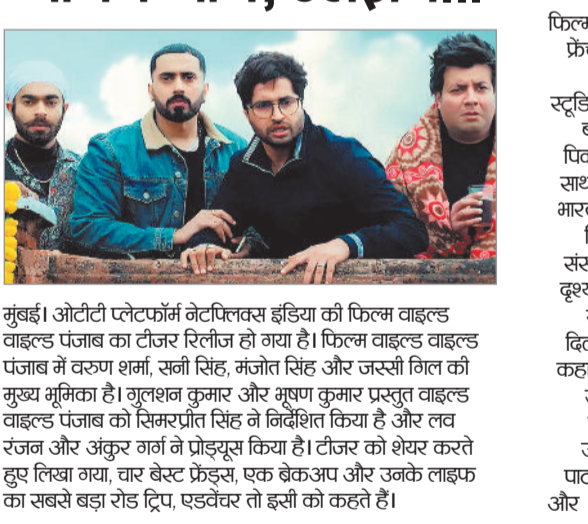 मुंबई। ओटीटी प्लेटफॉर्म नेटफ्लिक्स इंडिया की फिल्म वाइल्ड
वाइल्ड पंजाब का टीजर रिलीज हो गया है। फिल्म वाइल्ड वाइल्ड
पंजाब में वरुण शर्मा, सनी सिंह, मंजोत सिंह और जस्सी गिल की
मुख्य भूमिका है। गुलशन कुमार और भूषण कुमार प्रस्तुत वाइल्ड
वाइल्ड पंजाब को सिमरप्रीत सिंह ने निर्देशित किया है और लव
रंजन और अंकुर गर्ग ने प्रोड्यूस किया है। टीजर को शेयर करते
हुए लिखा गया, चार बेस्ट फ्रेंड्स, एक ब्रेकअप और उनके लाइफ
का सबसे बड़ा रोड ट्रिप, एडवेंचर तो इसी को कहते हैं।
और